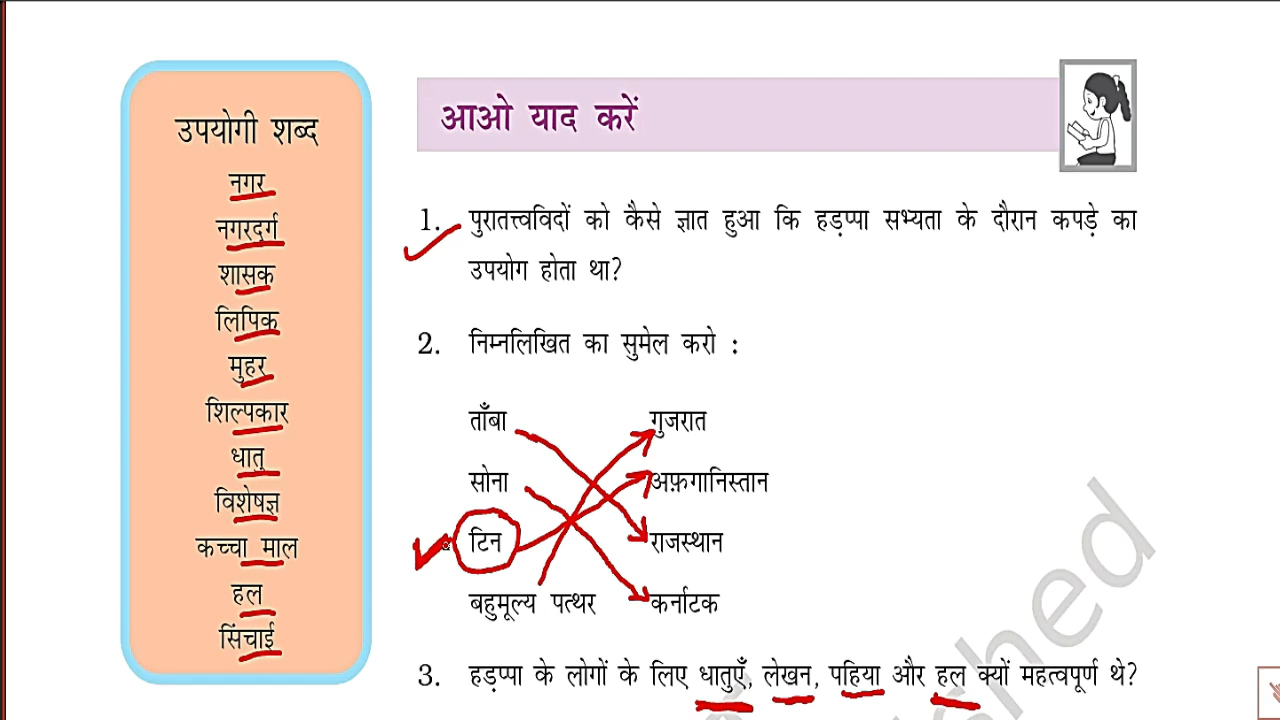 उपयोगी शब्द
नगर
नगरदुर्ग
शासक
लिपिक
मुहर
शिल्पकार
धातु
विशेषज्ञ
कच्चा माल
हल
सिंचाई
आओ याद करें
1. पुरातत्त्वविदों को कैसे ज्ञात हुआ कि हड़प्पा सभ्यता के दौरान कपड़े का
उपयोग होता था?
2. निम्नलिखित का सुमेल करो :
ताँबा गुजरात
सोना अफ़गानिस्तान
टिन राजस्थान
बहुमूल्य पत्थर कर्नाटक
3. हड़प्पा के लोगों के लिए धातुएँ, लेखन, पहिया और हल क्यों महत्वपूर्ण थे?